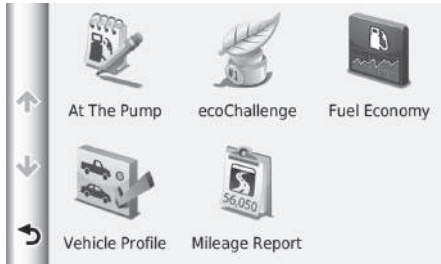 At The Pump
ecoChallenge
Fuel Economy
Vehicle Profile
56,050
Mileage Report